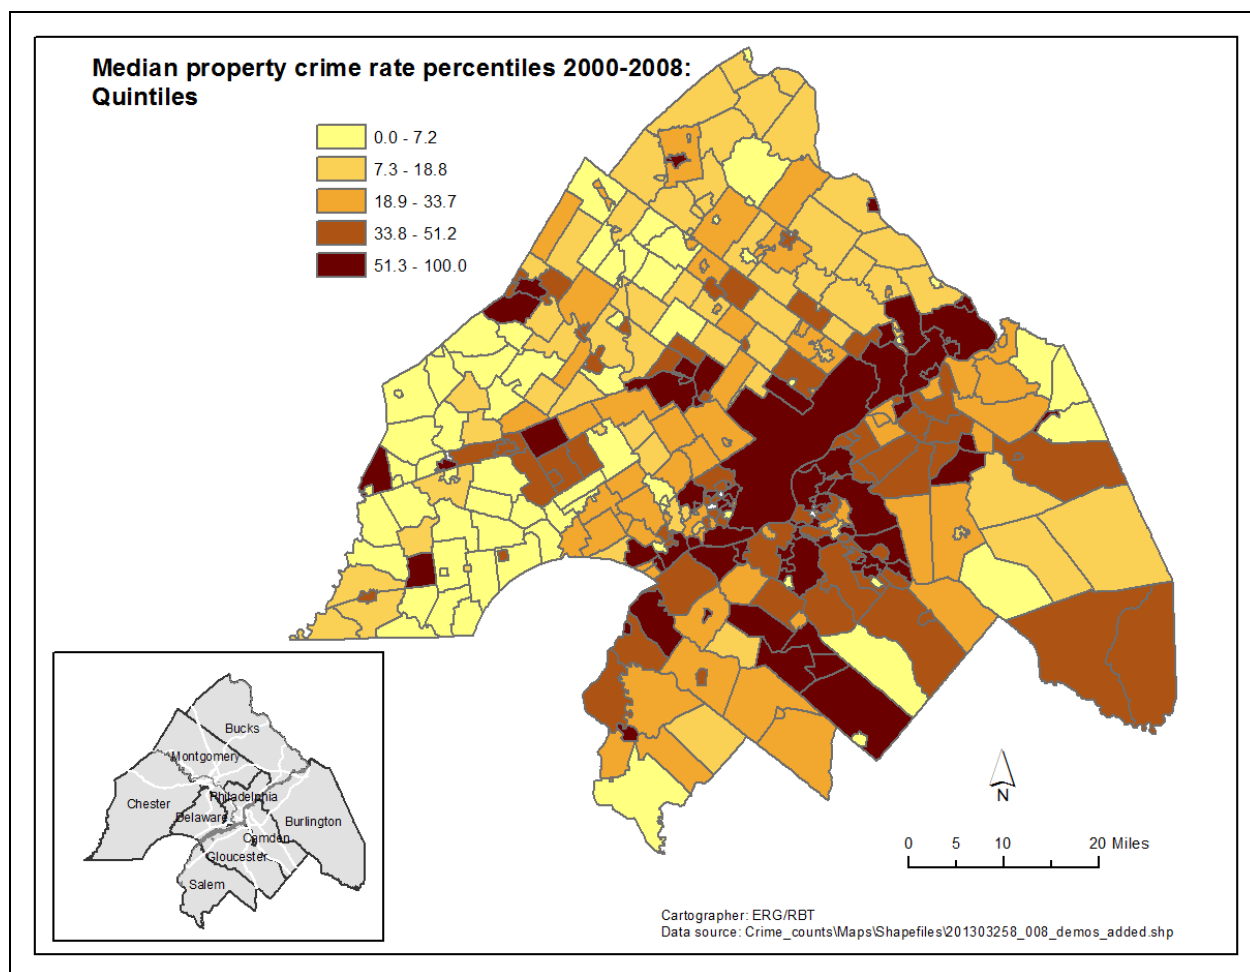 Median property crime rate percentiles 2000-2008:
Quintiles
0.0 - 7.2
7.3 - 18.8
18.9 - 33.7
33.8 - 51.2
51.3 - 100.0
Bucks
Montgomery
Philadelphia
Chester
Delaware
Burlington
Camden
Gloucester
Salem
N
0 5 10 20 Miles
Cartographer: ERG/RBT
Data source: Crime_counts\Maps\Shapefiles\201303258_008_demos_added.shp